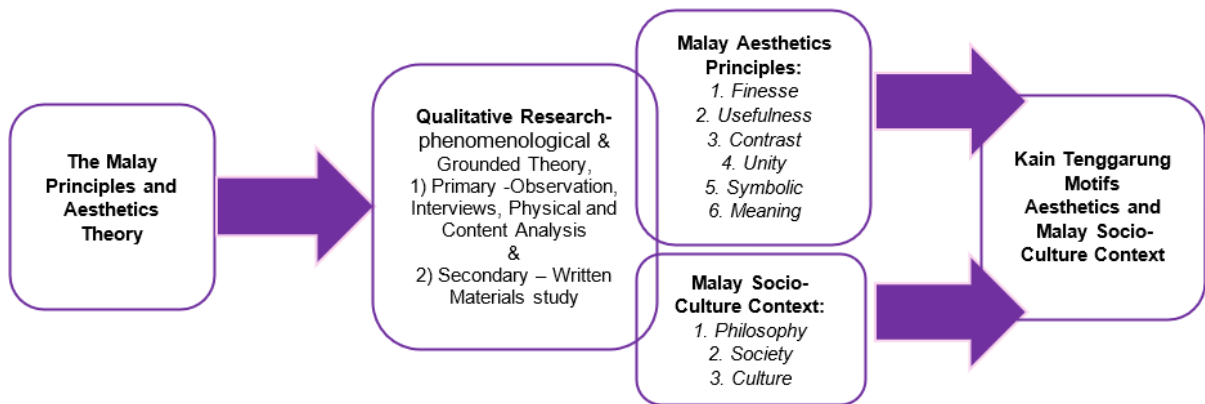 The Malay
Principles and
Aesthetics
Theory
Qualitative Research-
phenomenological &
Grounded Theory,
1) Primary -Observation,
Interviews, Physical and
Content Analysis
&
2) Secondary – Written
Materials study
Malay Aesthetics
Principles:
1. Finesse
2. Usefulness
3. Contrast
4. Unity
5. Symbolic
6. Meaning
Malay Socio-
Culture Context:
1. Philosophy
2. Society
3. Culture
Kain Tenggarung
Motifs
Aesthetics and
Malay Socio-
Culture Context